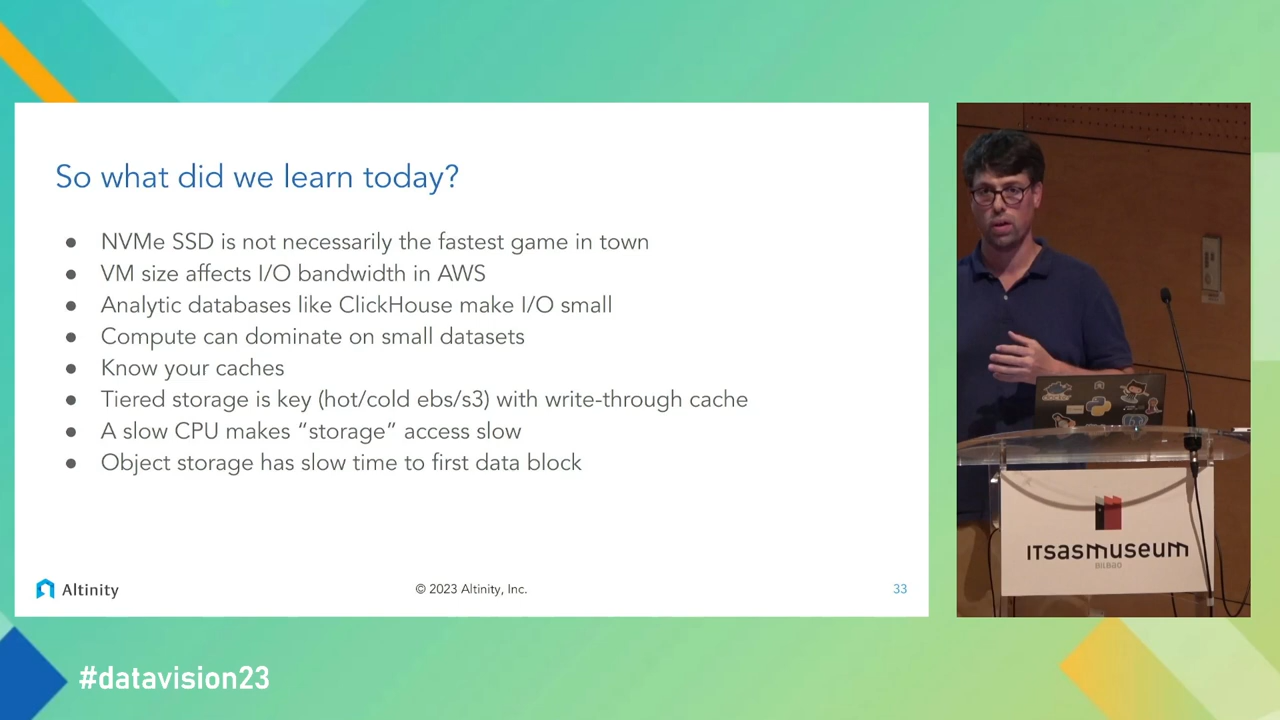 So what did we learn today?
● NVMe SSD is not necessarily the fastest game in town
● VM size affects I/O bandwidth in AWS
● Analytic databases like ClickHouse make I/O small
● Compute can dominate on small datasets
● Know your caches
● Tiered storage is key (hot/cold ebs/s3) with write-through cache
● A slow CPU makes “storage” access slow
● Object storage has slow time to first data block
Altinity
© 2023 Altinity, Inc.
33
ITSASMUSEUM
BILBAO
#datavision23